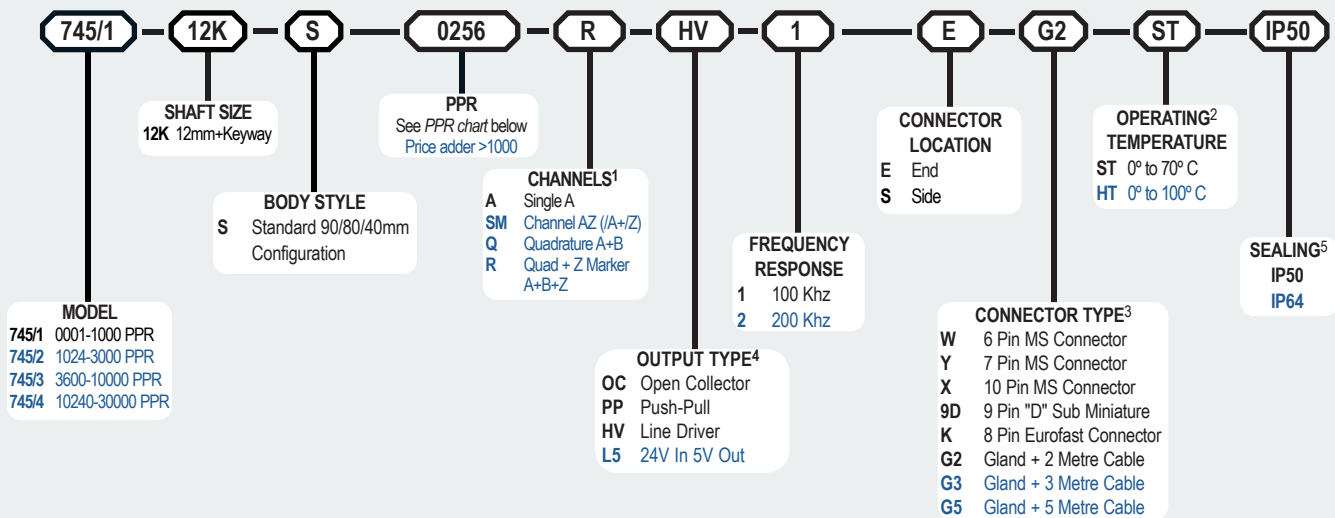 745/1 12K S 0256 R HV 1 E G2 ST IP50
SHAFT SIZE
12K 12mm+Keyway
BODY STYLE
S Standard 90/80/40mm
Configuration
MODEL
745/1 0001-1000 PPR
745/2 1024-3000 PPR
745/3 3600-10000 PPR
745/4 10240-30000 PPR
PPR
See PPR chart below
Price adder >1000
CHANNELS1
A Single A
SM Channel AZ (/A+/Z)
Q Quadrature A+B
R Quad + Z Marker
A+B+Z
OUTPUT TYPE4
OC Open Collector
PP Push-Pull
HV Line Driver
L5 24V In 5V Out
FREQUENCY
RESPONSE
1 100 Khz
2 200 Khz
CONNECTOR
LOCATION
E End
S Side
CONNECTOR TYPE3
W 6 Pin MS Connector
Y 7 Pin MS Connector
X 10 Pin MS Connector
9D 9 Pin "D" Sub Miniature
K 8 Pin Eurofast Connector
G2 Gland + 2 Metre Cable
G3 Gland + 3 Metre Cable
G5 Gland + 5 Metre Cable
OPERATING2
TEMPERATURE
ST 0º to 70º C
HT 0º to 100º C
SEALING5
IP50
IP64